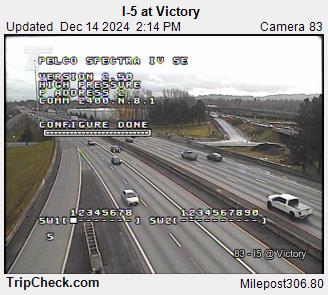 I-5 at Victory
Updated Dec 14 2024 2:14 PM Camera 83
PELCO SPECTRA IV SE
VERSION 2.50
HIGH PRESSURE
P ADDRESS 2
COMM 2400,N,8,1
CONFIGURE DONE
12345678 1234567890
SW1[ ] SW2[ ]
S
83 - I5 @ Victory
TripCheck.com Milepost306.80